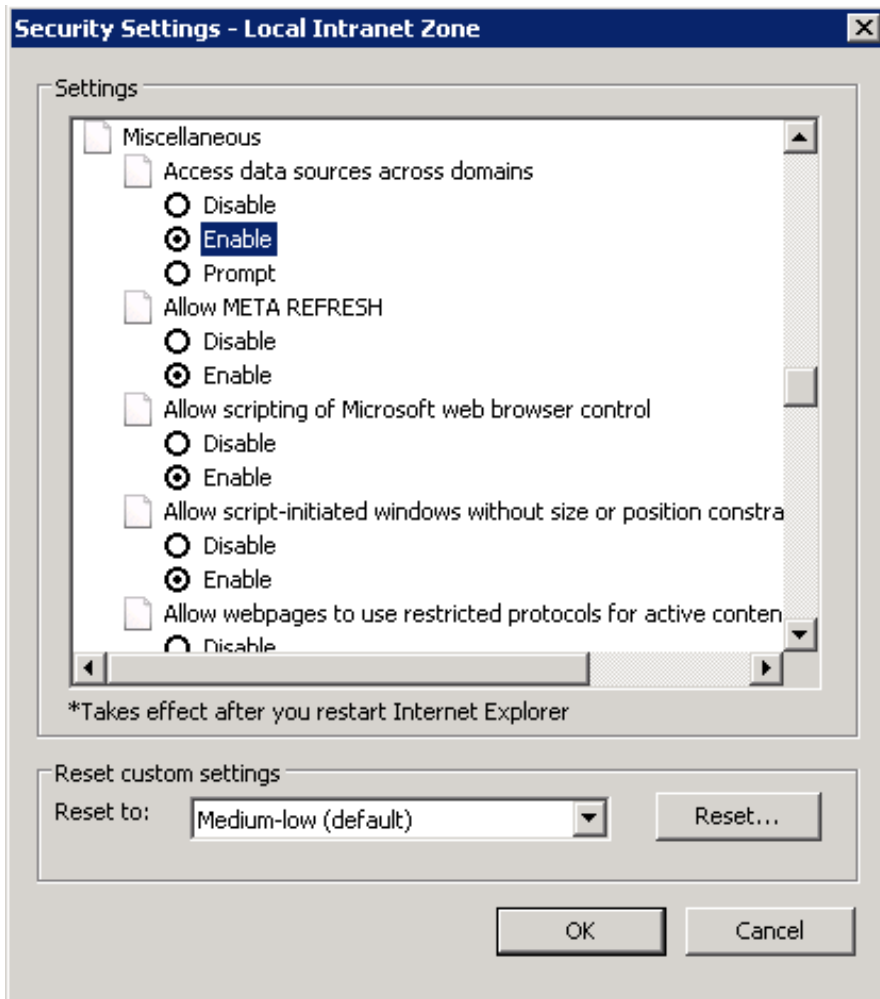 Security Settings - Local Intranet Zone
Settings
Miscellaneous
Access data sources across domains
Disable
Enable
Prompt
Allow META REFRESH
Disable
Enable
Allow scripting of Microsoft web browser control
Disable
Enable
Allow script-initiated windows without size or position constra
Disable
Enable
Allow webpages to use restricted protocols for active conten
Disable
*Takes effect after you restart Internet Explorer
Reset custom settings
Reset to: Medium-low (default) Reset...
OK Cancel